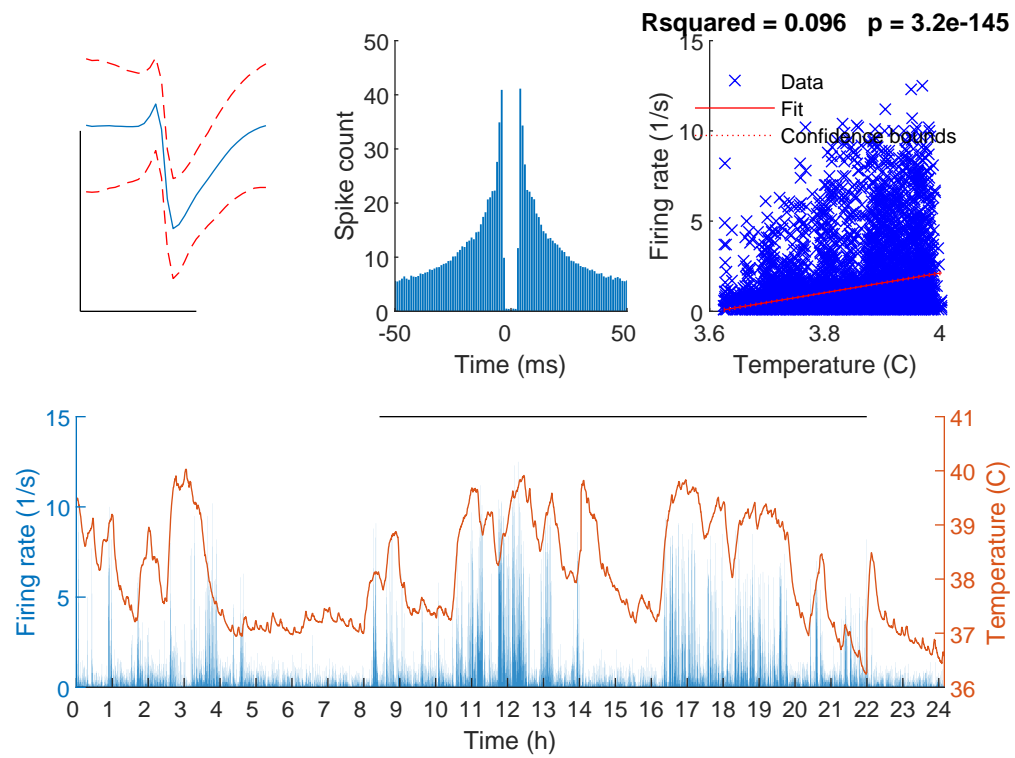 Rsquared = 0.096 p = 3.2e-145
50
40
30
20
10
0
Spike count
-50
0
50
Time (ms)
15
10
5
0
Firing rate (1/s)
Data
Fit
Confidence bounds
3.6
3.8
4
Temperature (C)
15
10
5
0
Firing rate (1/s)
41
40
39
38
37
36
Temperature (C)
0 1 2 3 4 5 6 7 8 9 10 11 12 13 14 15 16 17 18 19 20 21 22 23 24
Time (h)